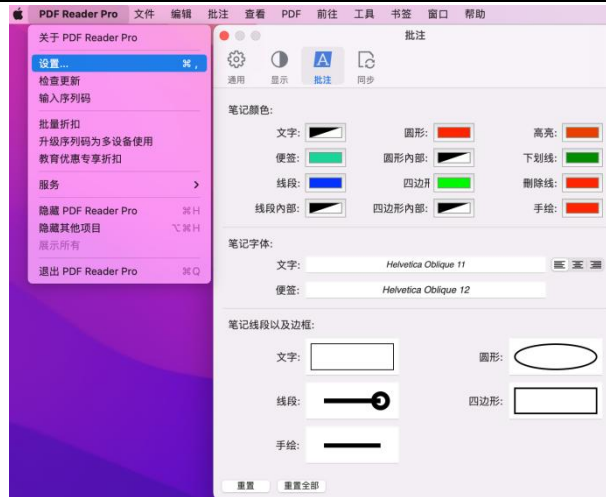 PDF Reader Pro 文件 编辑 批注 查看 PDF 前往 工具 书签 窗口 帮助
关于 PDF Reader Pro
设置... ⌘ ,
检查更新
输入序列码
批量折扣
升级序列码为多设备使用
教育优惠专享折扣
服务 >
隐藏 PDF Reader Pro ⌘H
隐藏其他项目 ⌥⌘H
展示所有
退出 PDF Reader Pro ⌘Q
批注
通用 显示 批注 同步
笔记颜色:
文字: 圆形: 高亮:
便签: 圆形内部: 下划线:
线段: 四边形 删除线:
线段内部: 四边形内部: 手绘:
笔记字体:
文字: Helvetica Oblique 11
便签: Helvetica Oblique 12
笔记线段以及边框:
文字: 圆形:
线段: 四边形:
手绘:
重置 重置全部